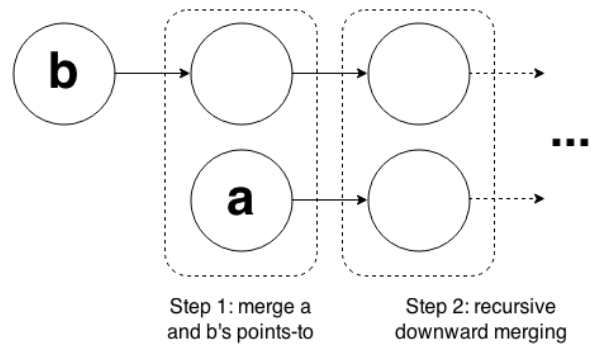 b
...
a
Step 1: merge a
and b's points-to
Step 2: recursive
downward merging